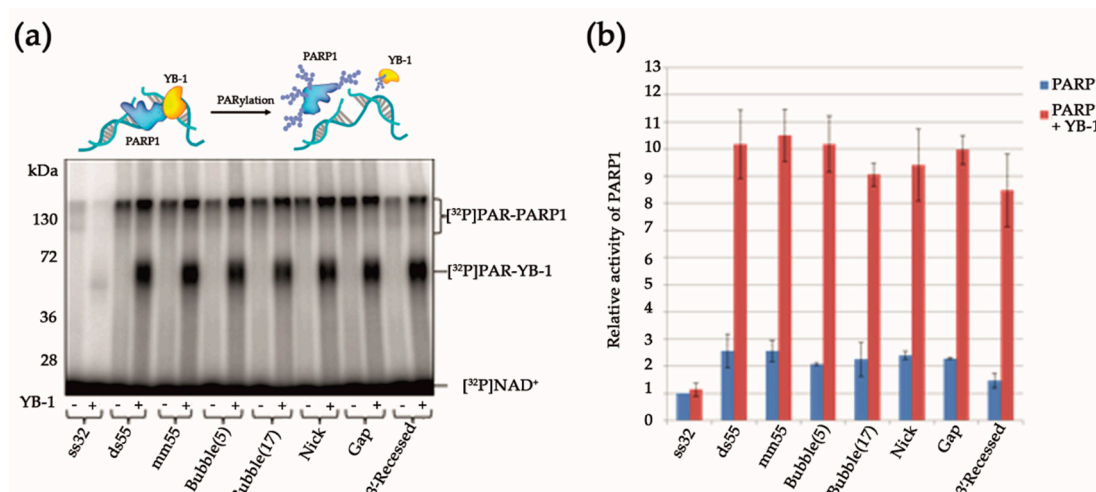 (a)
PARP1
YB-1
YB-1
PARylation
PARP1
kDa
130
72
36
28
[³²P]PAR-PARP1
[³²P]PAR-YB-1
[³²P]NAD⁺
YB-1 - + - + - + - + - + - + - + - +
ss32
ds55
mm55
Bubble(5)
Bubble(17)
Nick
Gap
3'-Recessed
(b)
Relative activity of PARP1
13
12
11
10
9
8
7
6
5
4
3
2
1
0
ss32
ds55
mm55
Bubble(5)
Bubble(17)
Nick
Gap
3'-Recessed
PARP
PARP
+ YB-1